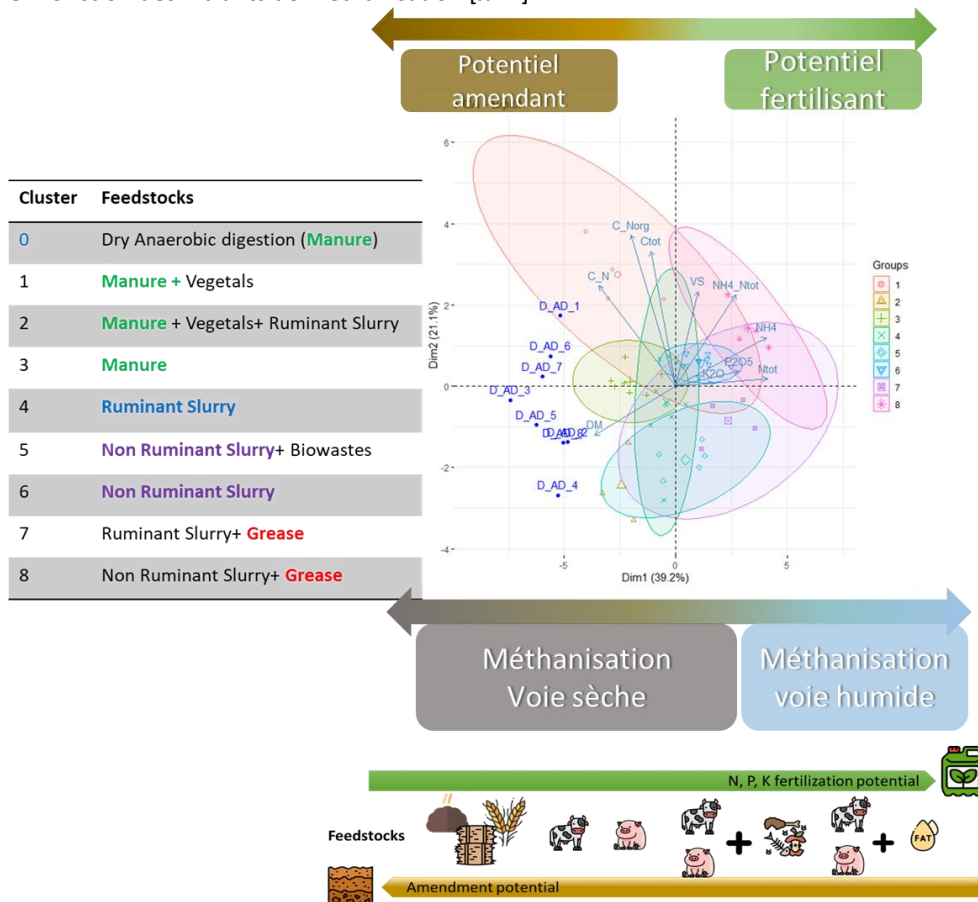 Potentiel
amendant
Potentiel
fertilisant
Cluster Feedstocks
0 Dry Anaerobic digestion (Manure)
1 Manure + Vegetals
2 Manure + Vegetals+ Ruminant Slurry
3 Manure
4 Ruminant Slurry
5 Non Ruminant Slurry+ Biowastes
6 Non Ruminant Slurry
7 Ruminant Slurry+ Grease
8 Non Ruminant Slurry+ Grease
6
4
2
0
-2
-4
Dim2 (21.1%)
C_Norg
Ctot
C_N
VS
NH4_Ntot
D_AD_1
NH4
D_AD_6
D_AD_7
P2O5
K2O
Ntot
D_AD_3
D_AD_5
DM
D_AD_4
-5
0
5
Dim1 (39.2%)
Groups
1
2
3
4
5
6
7
8
Méthanisation
Voie sèche
Méthanisation
voie humide
N, P, K fertilization potential
Feedstocks
FAT
Amendment potential